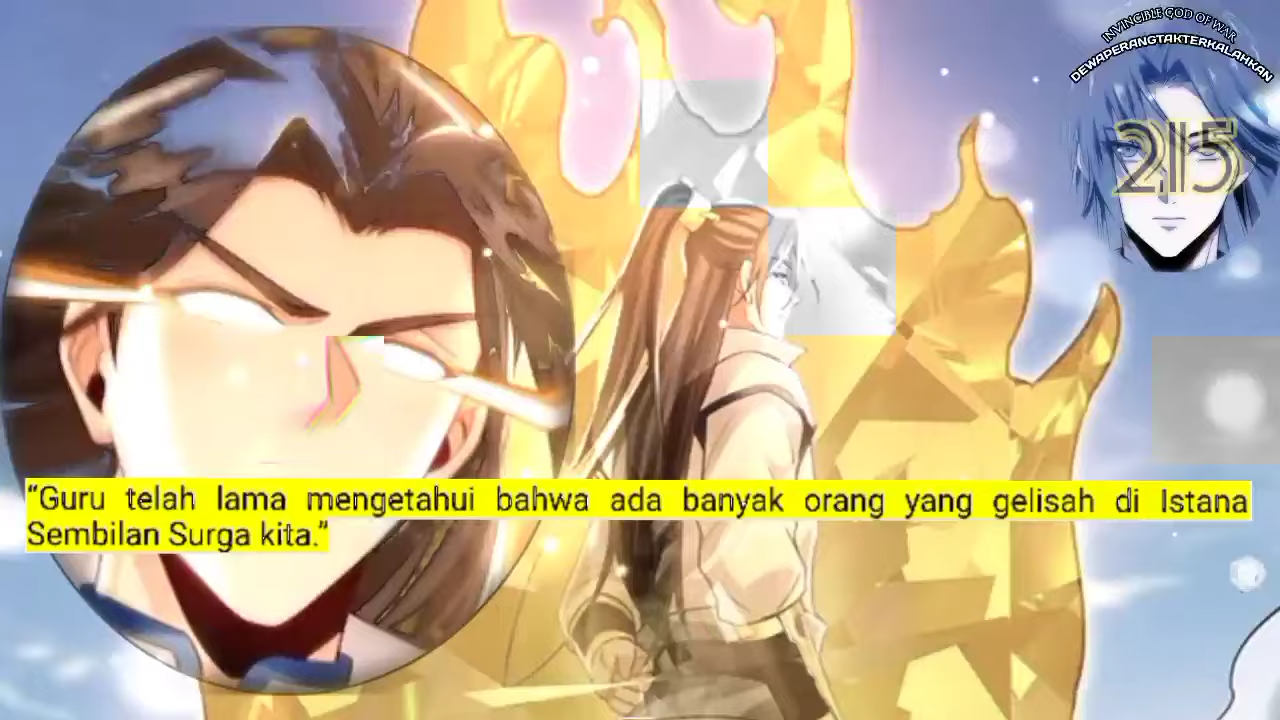 INVINCIBLE GOD OF WAR
DEWAPERANGTAKTERKALAHKAN
215
“Guru telah lama mengetahui bahwa ada banyak orang yang gelisah di Istana
Sembilan Surga kita.”